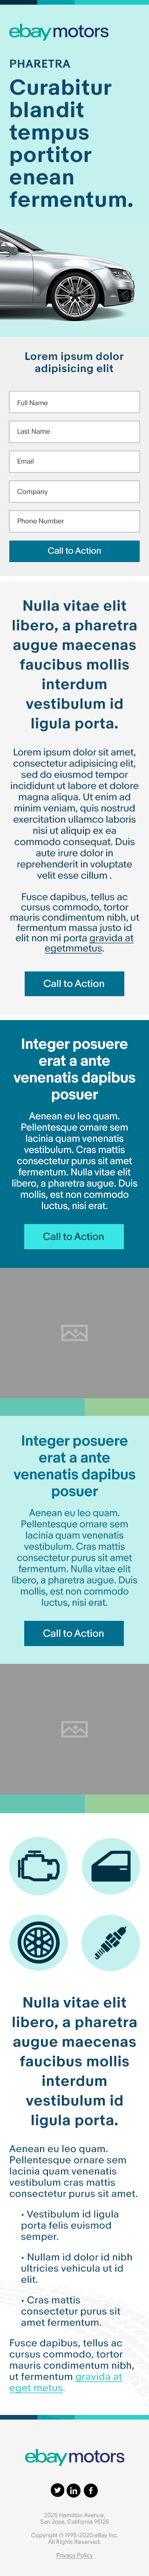 ebay motors
PHARETRA
Curabitur
blandit
tempus
portitor
enean
fermentum.
Lorem ipsum dolor
adipisicing elit
Full Name
Last Name
Email
Company
Phone Number
Call to Action
Nulla vitae elit
libero, a pharetra
augue maecenas
faucibus mollis
interdum
vestibulum id
ligula porta.
Lorem ipsum dolor sit amet,
consectetur adipisicing elit,
sed do eiusmod tempor
incididunt ut labore et dolore
magna aliqua. Ut enim ad
minim veniam, quis nostrud
exercitation ullamco laboris
nisi ut aliquip ex ea
commodo consequat. Duis
aute irure dolor in
reprehenderit in voluptate
velit esse cillum .
Fusce dapibus, tellus ac
cursus commodo, tortor
mauris condimentum nibh, ut
fermentum massa justo id
elit non mi porta gravida at
egetmmetus.
Call to Action
Integer posuere
erat a ante
venenatis dapibus
posuer
Aenean eu leo quam.
Pellentesque ornare sem
lacinia quam venenatis
vestibulum. Cras mattis
consectetur purus sit amet
fermentum. Nulla vitae elit
libero, a pharetra augue. Duis
mollis, est non commodo
luctus, nisi erat.
Call to Action
Integer posuere
erat a ante
venenatis dapibus
posuer
Aenean eu leo quam.
Pellentesque ornare sem
lacinia quam venenatis
vestibulum. Cras mattis
consectetur purus sit amet
fermentum. Nulla vitae elit
libero, a pharetra augue. Duis
mollis, est non commodo
luctus, nisi erat.
Call to Action
Nulla vitae elit
libero, a pharetra
augue maecenas
faucibus mollis
interdum
vestibulum id
ligula porta.
Aenean eu leo quam.
Pellentesque ornare sem
lacinia quam venenatis
vestibulum cras mattis
consectetur purus sit amet.
• Vestibulum id ligula
porta felis euismod
semper.
• Nullam id dolor id nibh
ultricies vehicula ut id
elit.
• Cras mattis
consectetur purus sit
amet fermentum.
Fusce dapibus, tellus ac
cursus commodo, tortor
mauris condimentum nibh,
ut fermentum gravida at
eget metus.
ebay motors
2025 Hamilton Avenue,
San Jose, California 95125
Copyright © 1995-2020 eBay Inc.
All Rights Reserved.
Privacy Policy